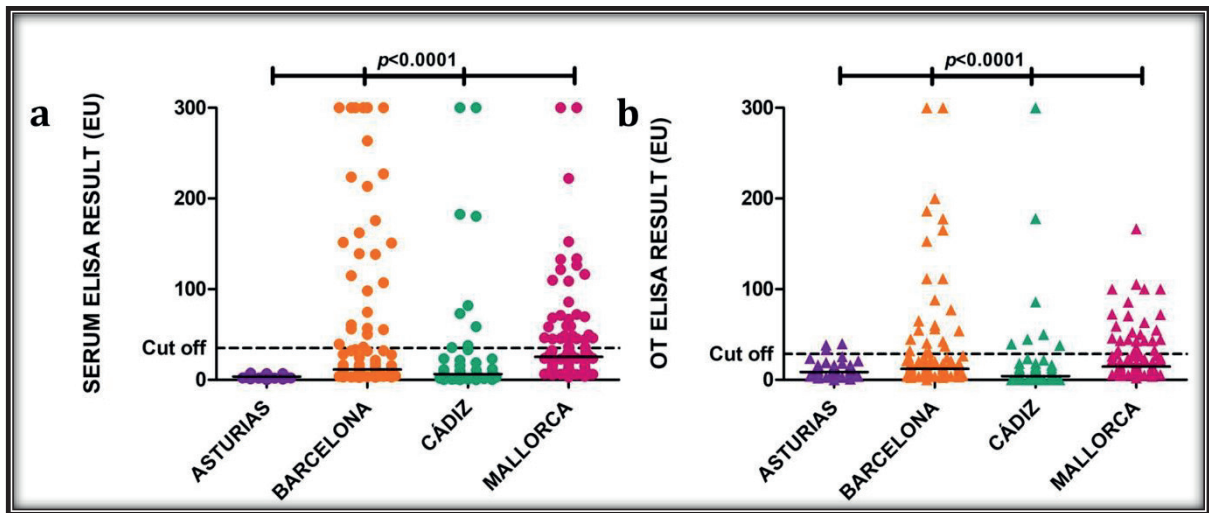 a
p<0.0001
SERUM ELISA RESULT (EU)
300
200
100
Cut off
0
ASTURIAS
BARCELONA
CÁDIZ
MALLORCA
b
p<0.0001
OT ELISA RESULT (EU)
300
200
100
Cut off
0
ASTURIAS
BARCELONA
CÁDIZ
MALLORCA